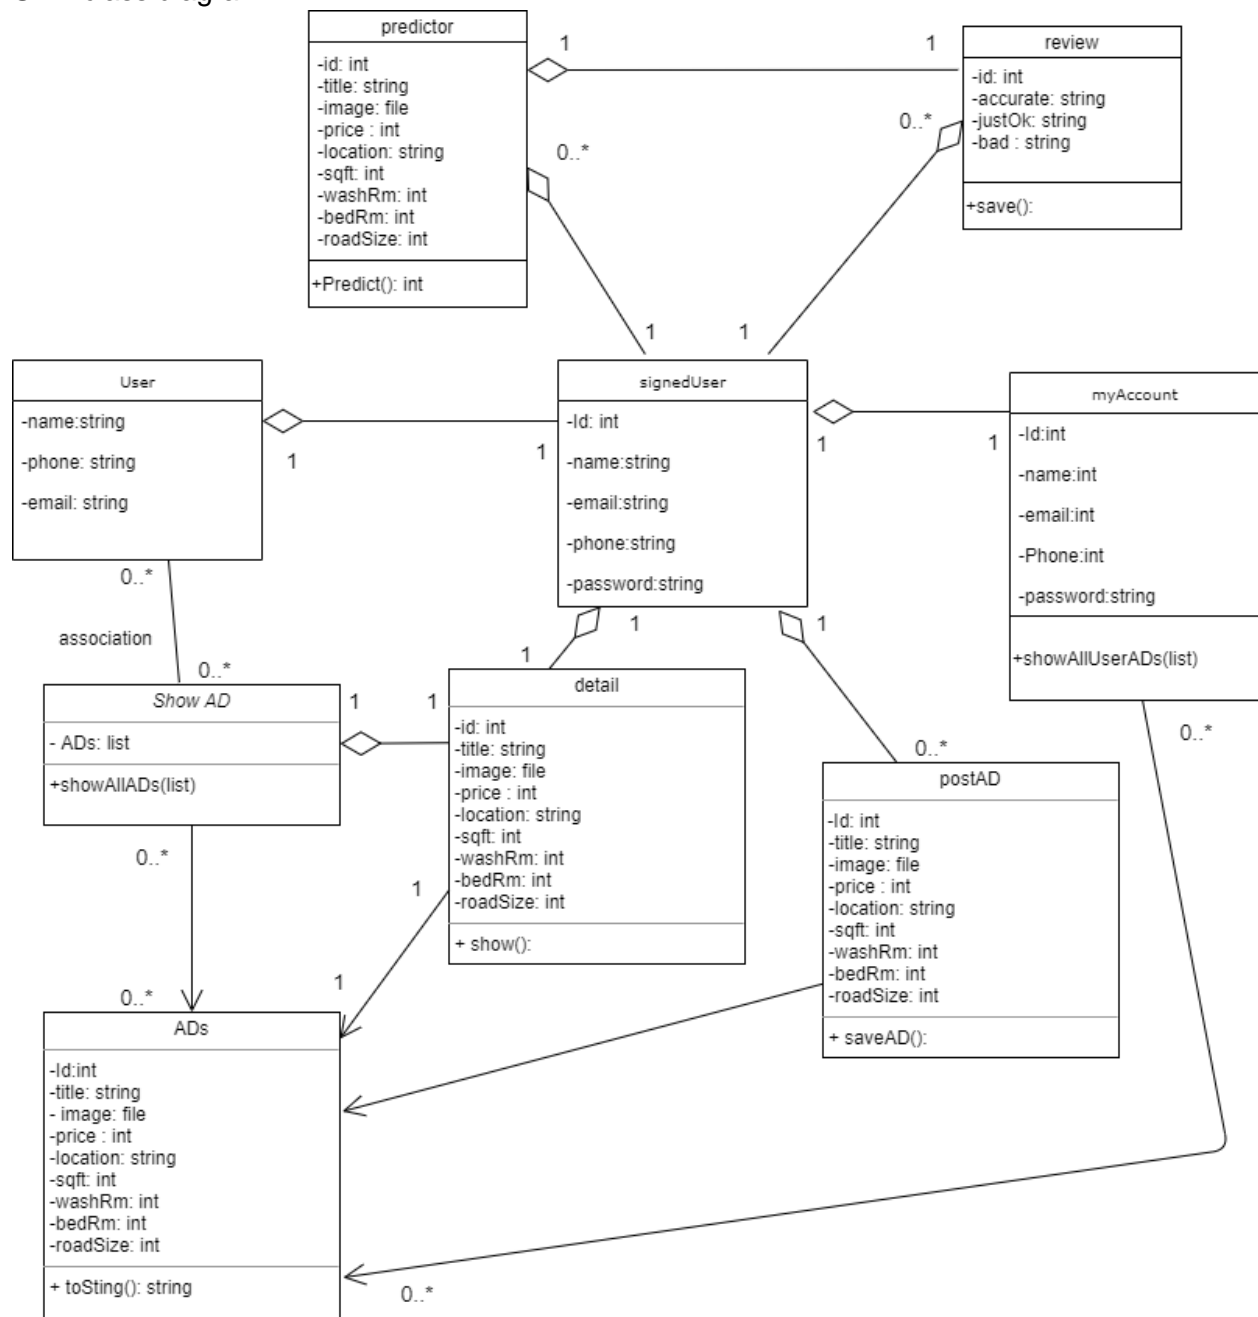 predictor
-id: int
-title: string
-image: file
-price : int
-location: string
-sqft: int
-washRm: int
-bedRm: int
-roadSize: int
+Predict(): int
1
1
review
-id: int
-accurate: string
-justOk: string
-bad : string
+save():
0..*
0..*
1
1
User
-name:string
-phone: string
-email: string
1
1
signedUser
-Id: int
-name:string
-email:string
-phone:string
-password:string
1
1
myAccount
-Id:int
-name:int
-email:int
-Phone:int
-password:string
+showAllUserADs(list)
0..*
association
0..*
1
1
1
0..*
0..*
Show AD
- ADs: list
+showAllADs(list)
1
1
detail
-id: int
-title: string
-image: file
-price : int
-location: string
-sqft: int
-washRm: int
-bedRm: int
-roadSize: int
+ show():
postAD
-Id: int
-title: string
-image: file
-price : int
-location: string
-sqft: int
-washRm: int
-bedRm: int
-roadSize: int
+ saveAD():
0..*
0..*
1
1
ADs
-Id:int
-title: string
- image: file
-price : int
-location: string
-sqft: int
-washRm: int
-bedRm: int
-roadSize: int
+ toSting(): string
0..*